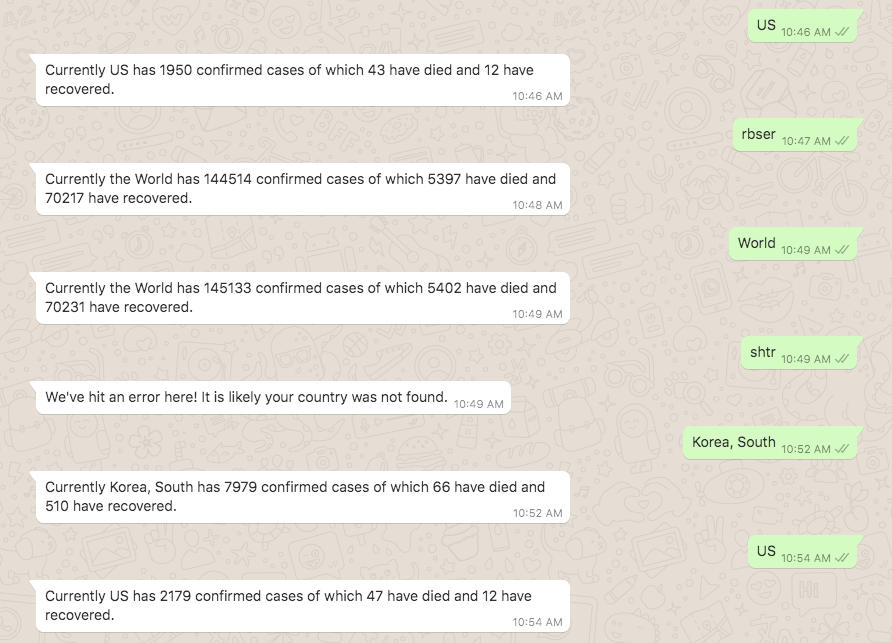 US 10:46 AM
Currently US has 1950 confirmed cases of which 43 have died and 12 have
recovered. 10:46 AM
rbser 10:47 AM
Currently the World has 144514 confirmed cases of which 5397 have died and
70217 have recovered. 10:48 AM
World 10:49 AM
Currently the World has 145133 confirmed cases of which 5402 have died and
70231 have recovered. 10:49 AM
shtr 10:49 AM
We've hit an error here! It is likely your country was not found. 10:49 AM
Korea, South 10:52 AM
Currently Korea, South has 7979 confirmed cases of which 66 have died and
510 have recovered. 10:52 AM
US 10:54 AM
Currently US has 2179 confirmed cases of which 47 have died and 12 have
recovered. 10:54 AM